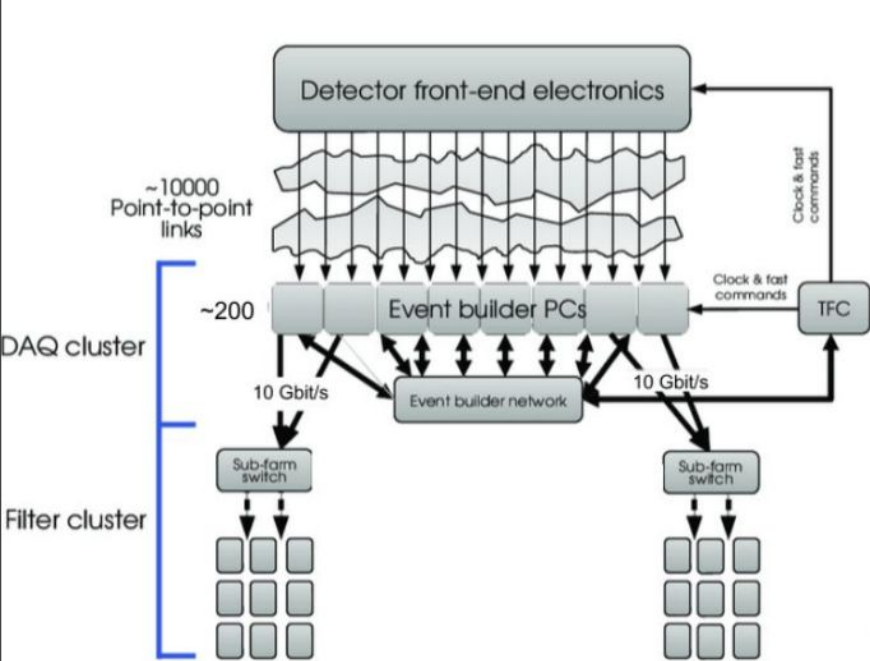 Detector front-end electronics
Clock & fast
commands
~10000
Point-to-point
links
Clock & fast
commands
~200
Event builder PCs
TFC
DAQ cluster
10 Gbit/s
10 Gbit/s
Event builder network
Sub-farm
switch
Sub-farm
switch
Filter cluster